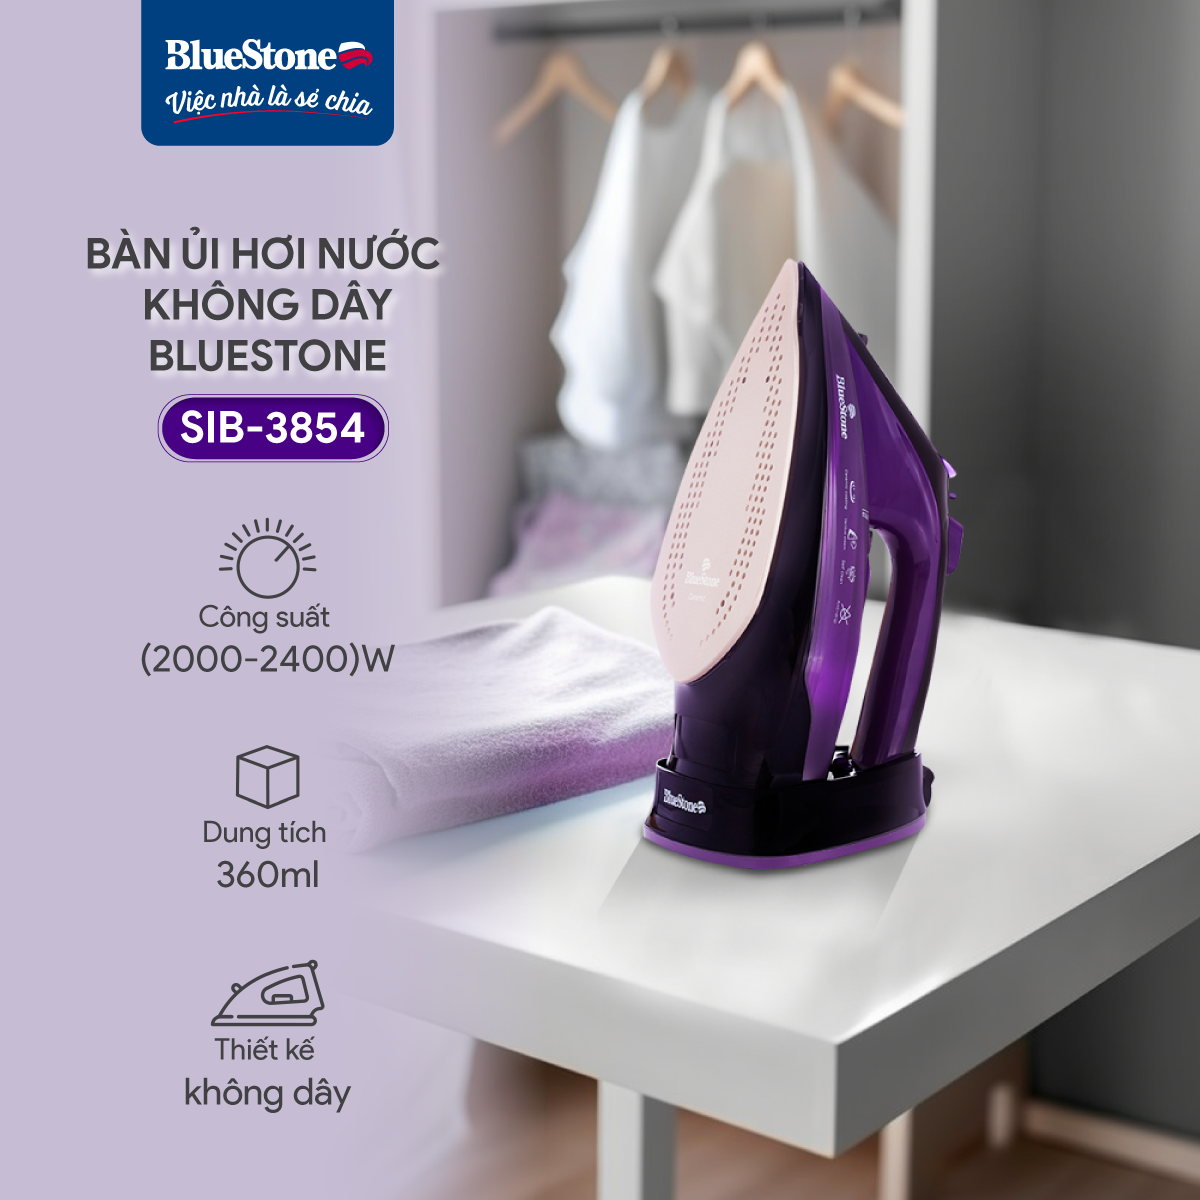 BlueStone
Việc nhà là sẻ chia
BÀN ỦI HƠI NƯỚC
KHÔNG DÂY
BLUESTONE
SIB-3854
Công suất
(2000-2400)W
Dung tích
360ml
Thiết kế
không dây
BlueStone
BlueStone
Ceramic
BlueStone